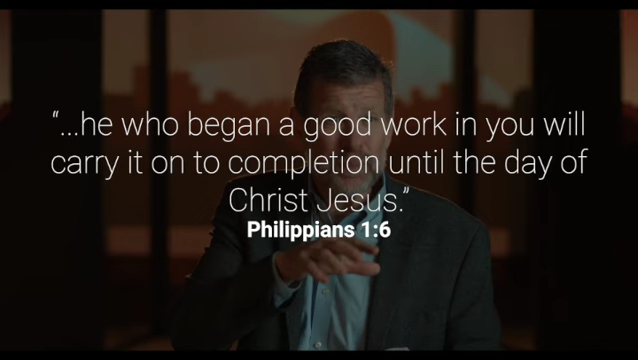 “...he who began a good work in you will
carry it on to completion until the day of
Christ Jesus.”
Philippians 1:6